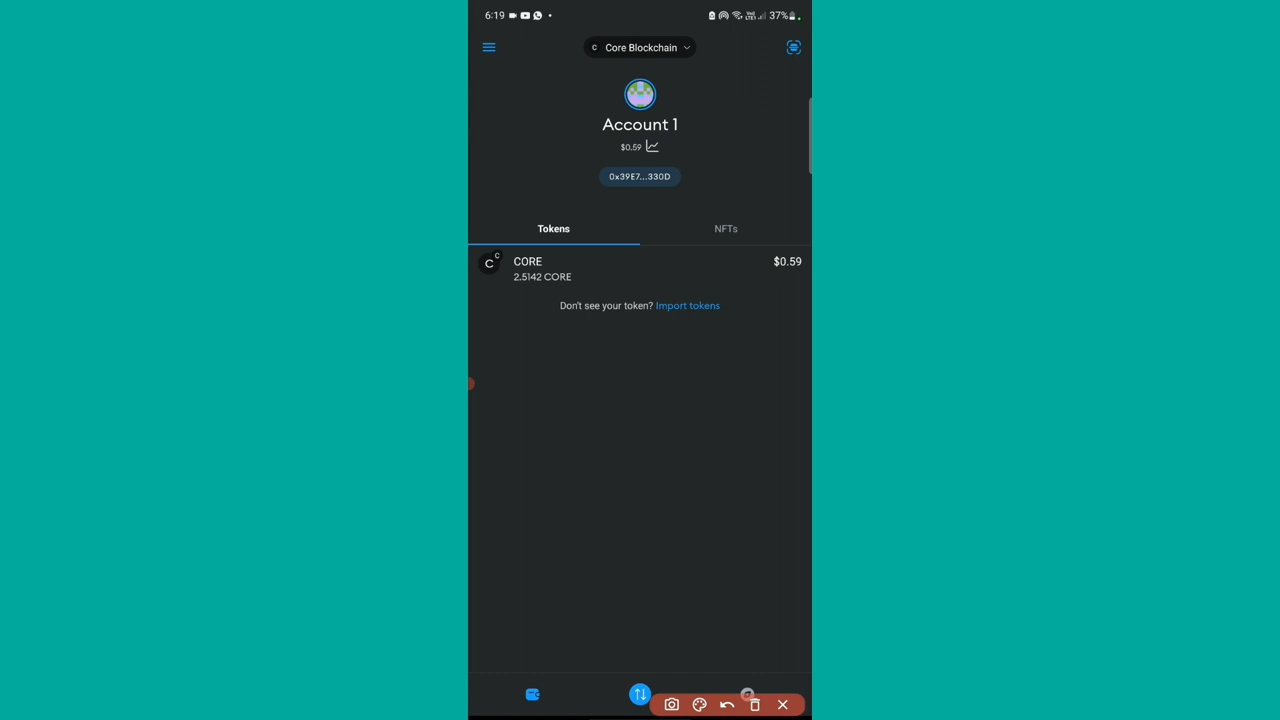 6:19
37%
C Core Blockchain
Account 1
$0.59
0x39E7...330D
Tokens
NFTs
C C
CORE
$0.59
2.5142 CORE
Don't see your token? Import tokens